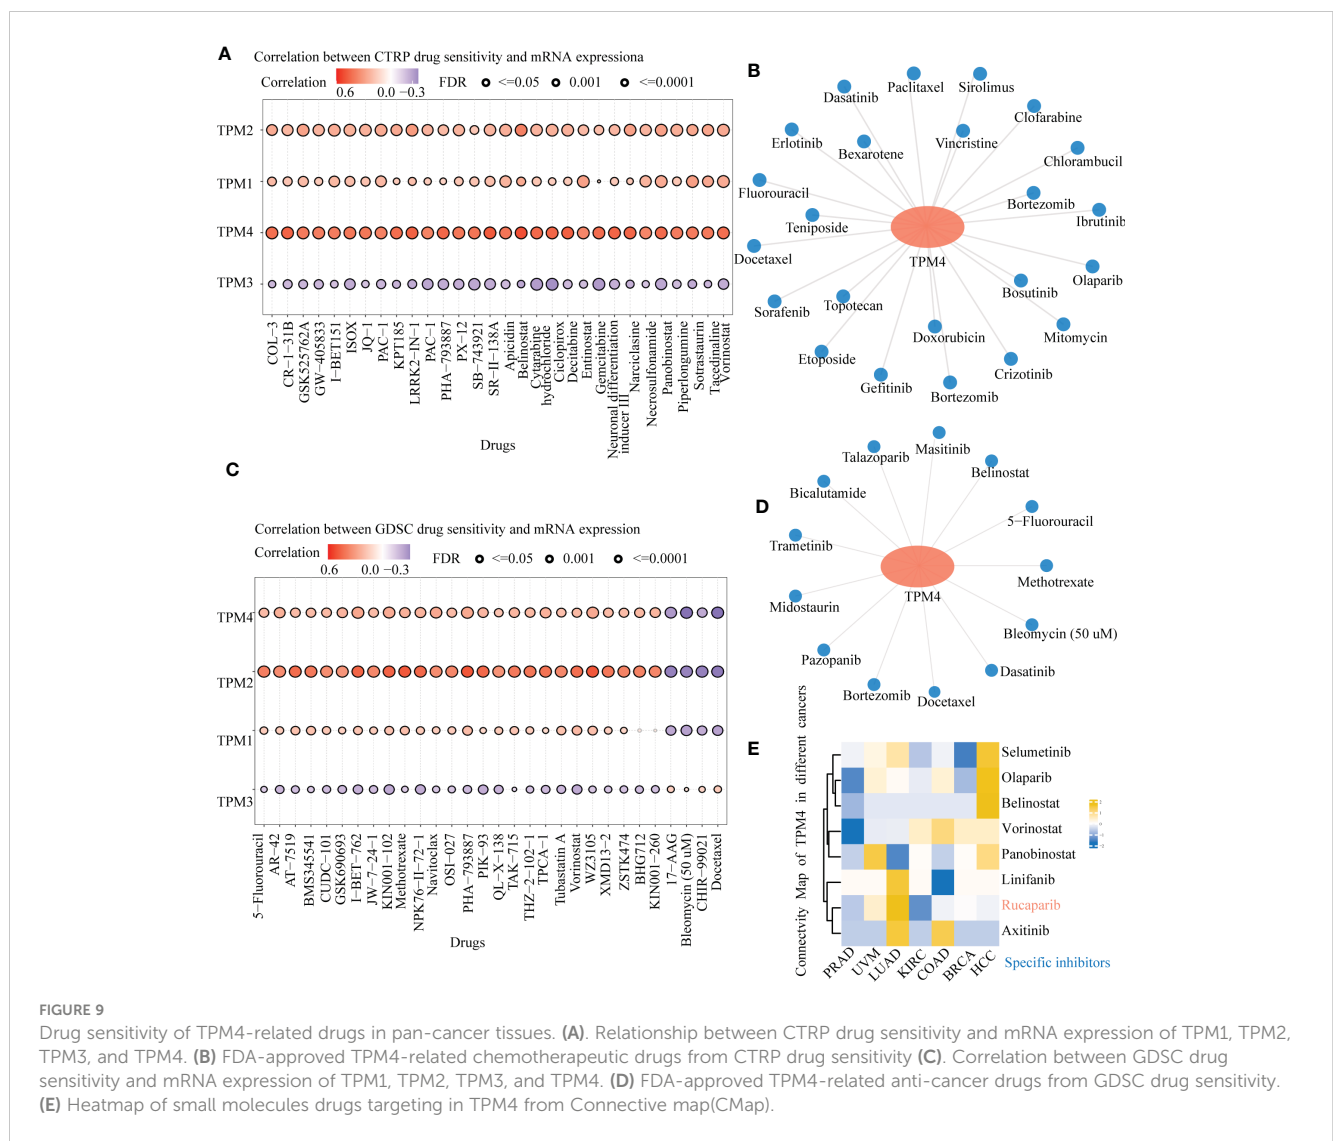 A
Correlation between CTRP drug sensitivity and mRNA expressiona
Correlation
0.6
0.0 −0.3
FDR
<=0.05
0.001
<=0.0001
TPM2
TPM1
TPM4
TPM3
COL−3
CR−1−31B
GSK525762A
GW−405833
I−BET151
ISOX
JQ−1
PAC−1
KPT185
LRRK2−IN−1
PAC−1
PHA−793887
PX−12
SB−743921
SR−II−138A
Apicidin
Belinostat
Cytarabine
hydrochloride
Ciclopirox
Decitabine
Entinostat
Gemcitabine
Neuronal differentiation
inducer III
Narciclasine
Necrosulfonamide
Panobinostat
Piperlongumine
Sotrastaurin
Tacedinaline
Vorinostat
Drugs
B
Dasatinib
Paclitaxel
Sirolimus
Clofarabine
Erlotinib
Bexarotene
Vincristine
Chlorambucil
Fluorouracil
Bortezomib
Ibrutinib
Teniposide
Docetaxel
TPM4
Olaparib
Bosutinib
Sorafenib
Topotecan
Doxorubicin
Mitomycin
Etoposide
Crizotinib
Gefitinib
Bortezomib
C
Correlation between GDSC drug sensitivity and mRNA expression
Correlation
0.6
0.0 −0.3
FDR
<=0.05
0.001
<=0.0001
TPM4
TPM2
TPM1
TPM3
5−Fluorouracil
AR−42
AT−7519
BMS345541
CUDC−101
GSK690693
I−BET−762
JW−7−24−1
KIN001−102
Methotrexate
NPK76−II−72−1
Navitoclax
OSI−027
PHA−793887
PIK−93
QL−X−138
TAK−715
THZ−2−102−1
TPCA−1
Tubastatin A
Vorinostat
WZ3105
XMD13−2
ZSTK474
BHG712
KIN001−260
17−AAG
Bleomycin (50 uM)
CHIR−99021
Docetaxel
Drugs
D
Masitinib
Talazoparib
Belinostat
Bicalutamide
5−Fluorouracil
Trametinib
Methotrexate
TPM4
Midostaurin
Bleomycin (50 uM)
Pazopanib
Dasatinib
Bortezomib
Docetaxel
E
Connectvity Map of TPM4 in different cancers
Selumetinib
Olaparib
Belinostat
Vorinostat
Panobinostat
Linifanib
Rucaparib
Axitinib
PRAD
UVM
LUAD
KIRC
COAD
BRCA
HCC
Specific inhibitors
FIGURE 9
Drug sensitivity of TPM4-related drugs in pan-cancer tissues. (A). Relationship between CTRP drug sensitivity and mRNA expression of TPM1, TPM2,
TPM3, and TPM4. (B) FDA-approved TPM4-related chemotherapeutic drugs from CTRP drug sensitivity (C). Correlation between GDSC drug
sensitivity and mRNA expression of TPM1, TPM2, TPM3, and TPM4. (D) FDA-approved TPM4-related anti-cancer drugs from GDSC drug sensitivity.
(E) Heatmap of small molecules drugs targeting in TPM4 from Connective map(CMap).